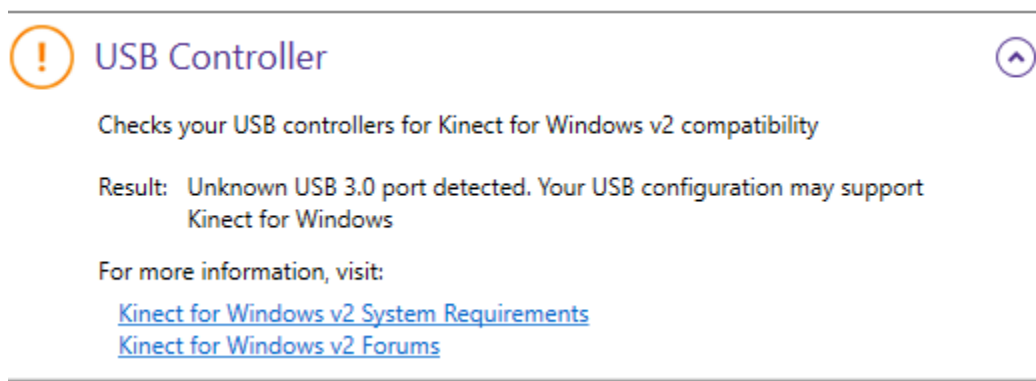 USB Controller
Checks your USB controllers for Kinect for Windows v2 compatibility
Result: Unknown USB 3.0 port detected. Your USB configuration may support
Kinect for Windows
For more information, visit:
Kinect for Windows v2 System Requirements
Kinect for Windows v2 Forums